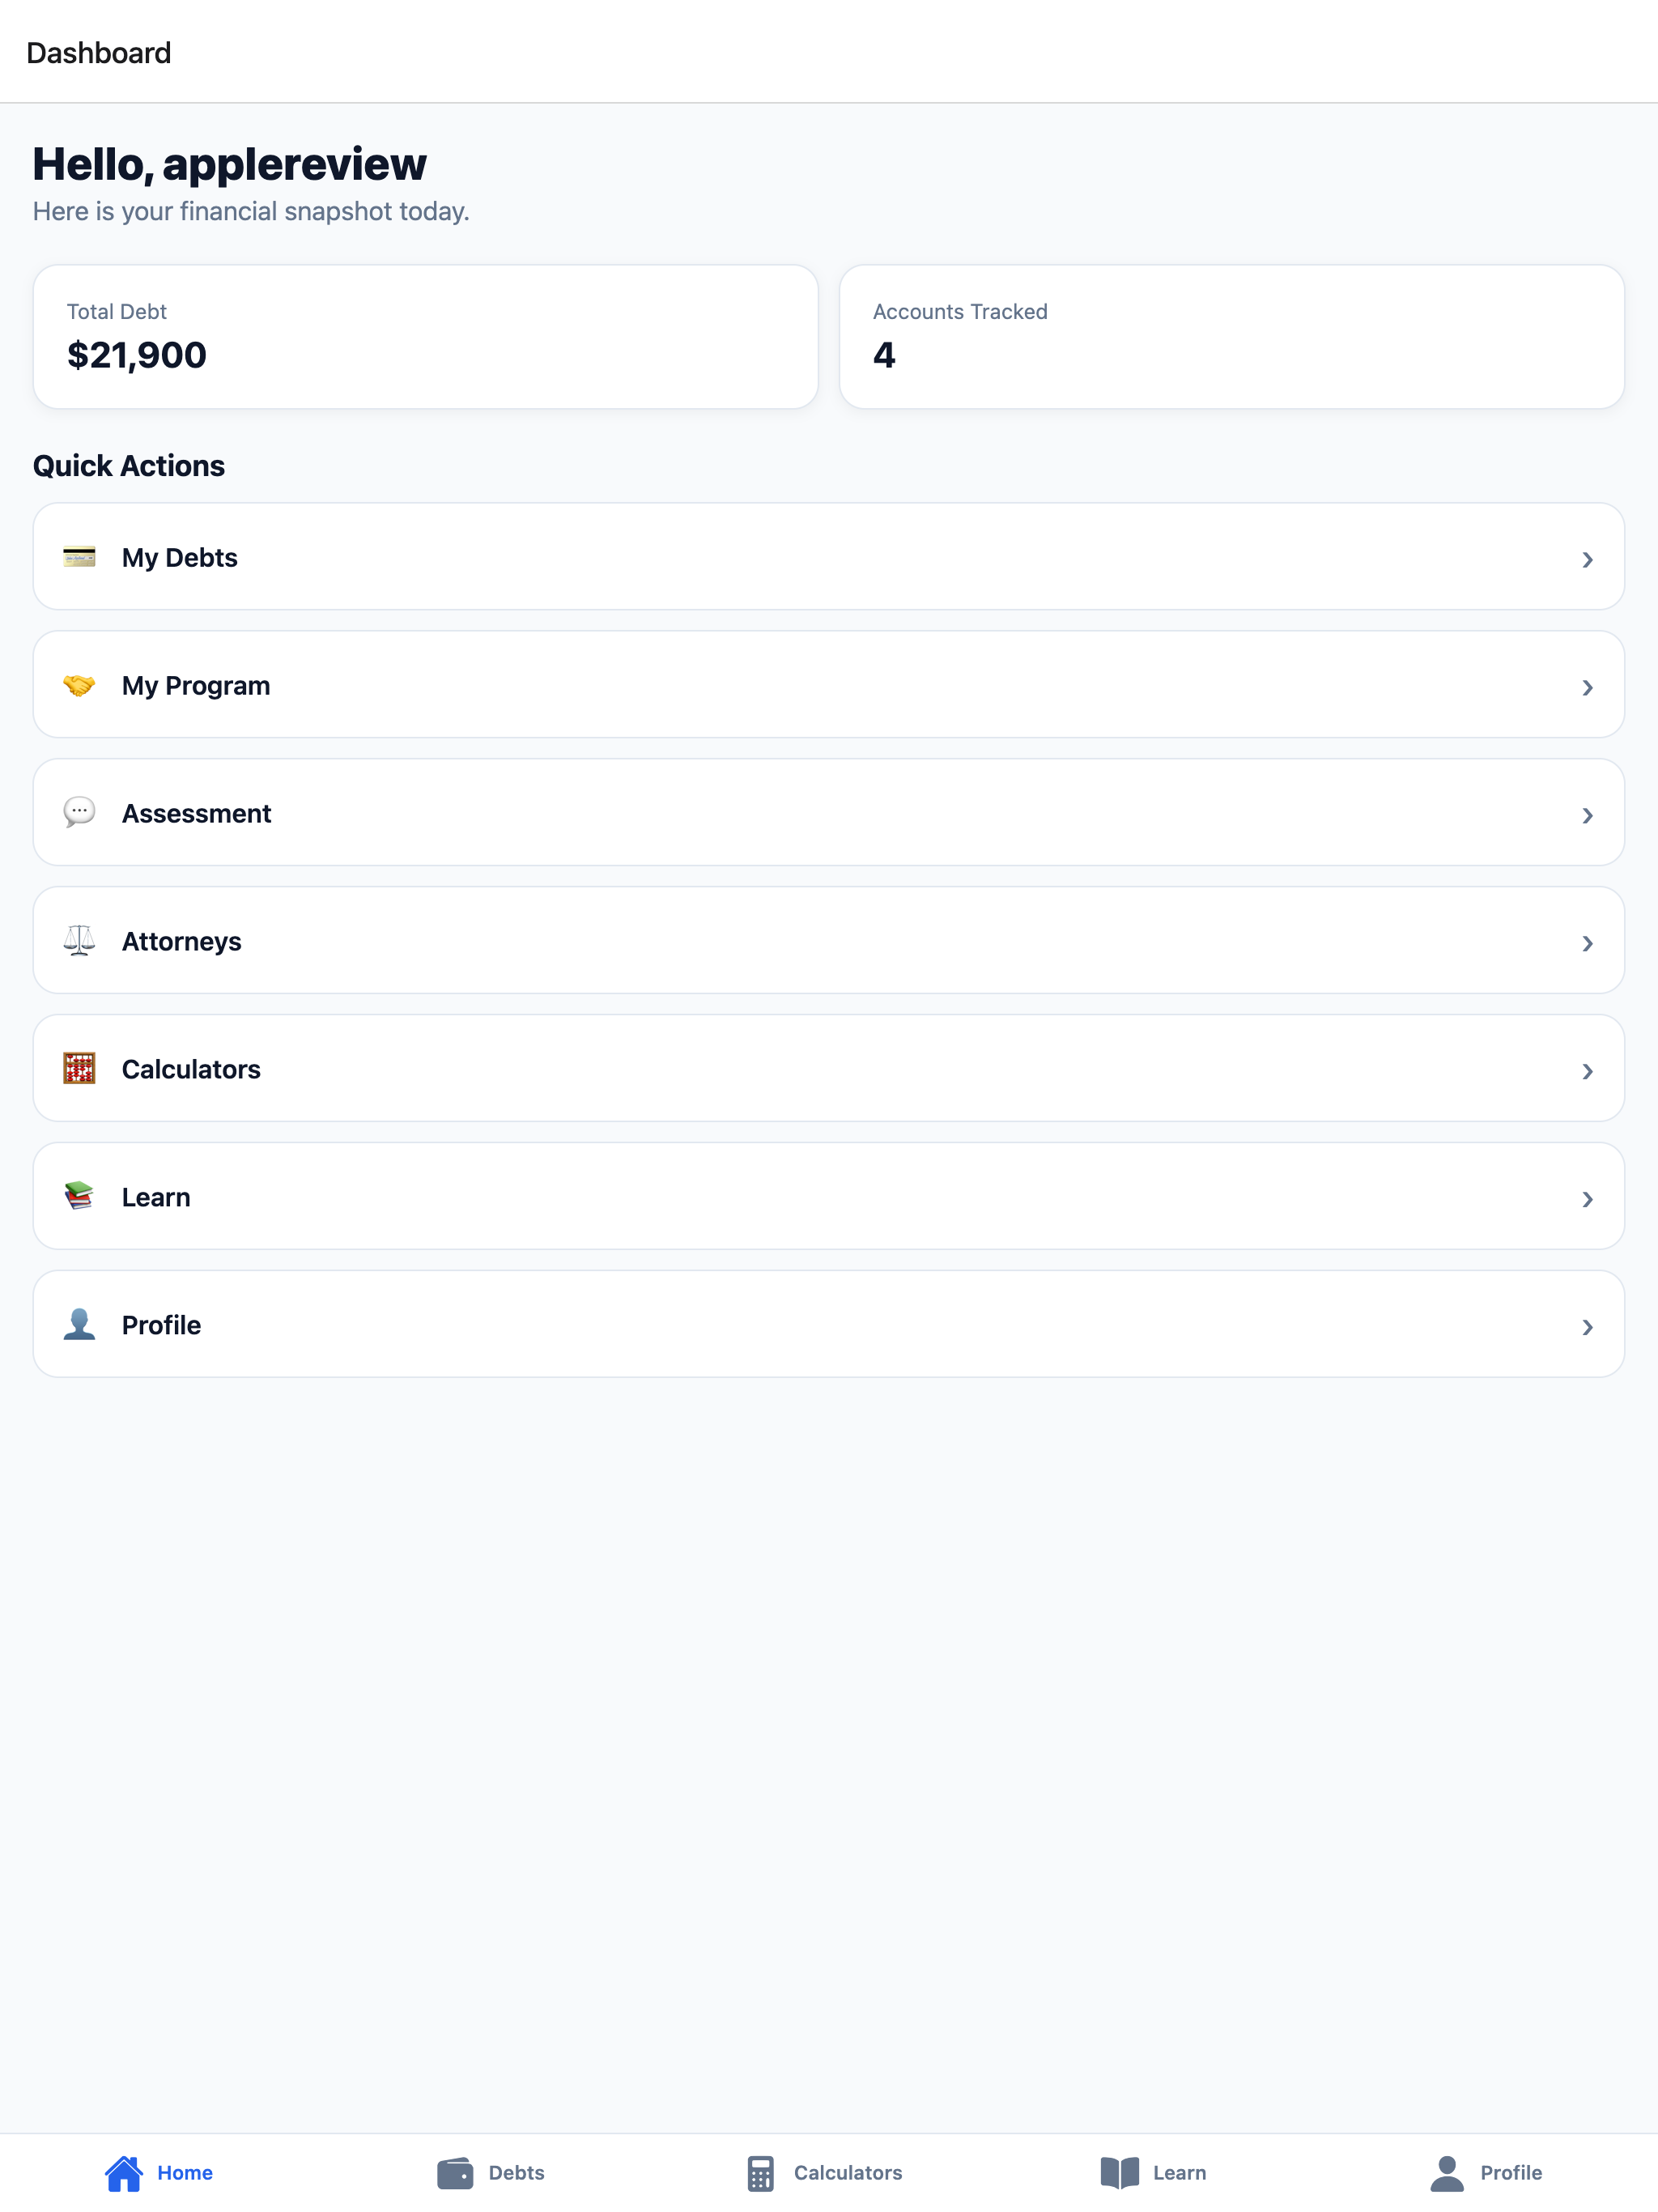 Dashboard
Hello, applereview
Here is your financial snapshot today.
Total Debt
$21,900
Accounts Tracked
4
Quick Actions
My Debts
My Program
Assessment
Attorneys
Calculators
Learn
Profile
Home
Debts
Calculators
Learn
Profile